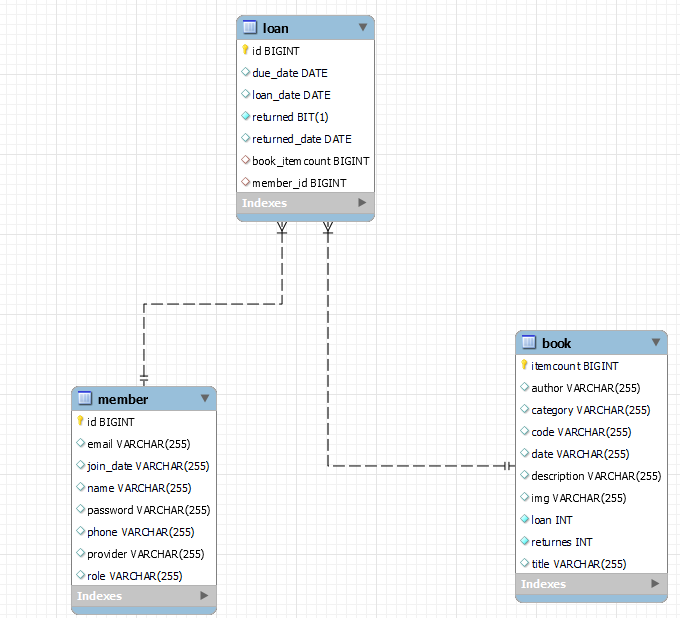 loan
id BIGINT
due_date DATE
loan_date DATE
returned BIT(1)
returned_date DATE
book_itemcount BIGINT
member_id BIGINT
Indexes
member
id BIGINT
email VARCHAR(255)
join_date VARCHAR(255)
name VARCHAR(255)
password VARCHAR(255)
phone VARCHAR(255)
provider VARCHAR(255)
role VARCHAR(255)
Indexes
book
itemcount BIGINT
author VARCHAR(255)
category VARCHAR(255)
code VARCHAR(255)
date VARCHAR(255)
description VARCHAR(255)
img VARCHAR(255)
loan INT
returnes INT
title VARCHAR(255)
Indexes